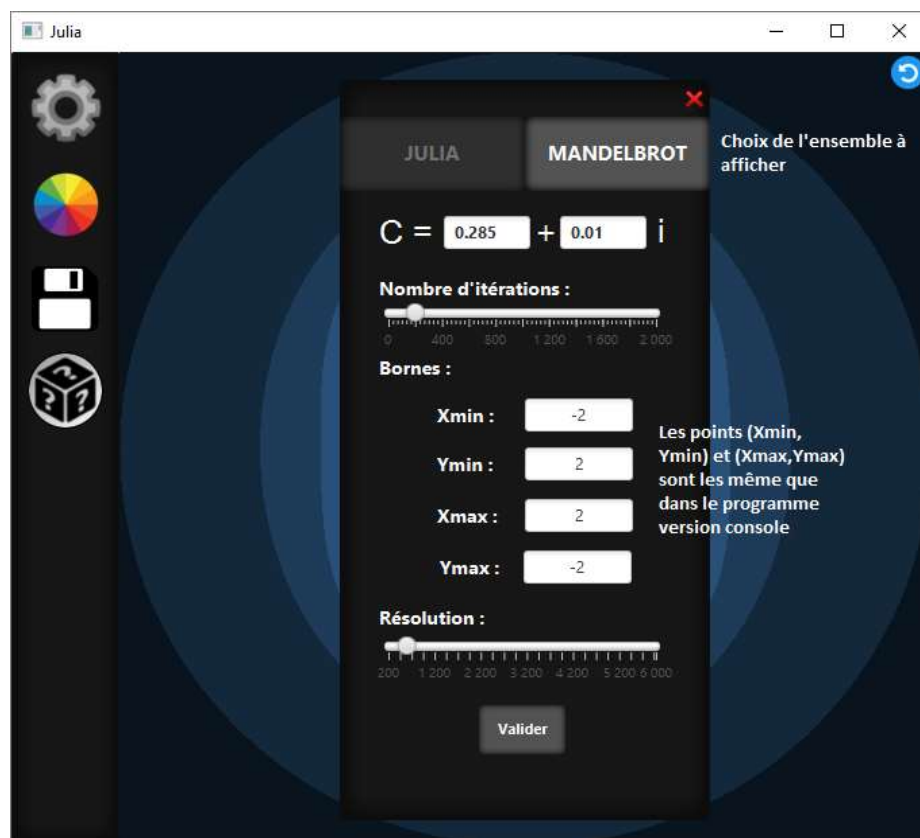 Julia
JULIA
MANDELBROT
Choix de l'ensemble à
afficher
C = 0.285 + 0.01 i
Nombre d'itérations :
0 400 800 1 200 1 600 2 000
Bornes :
Xmin : -2
Ymin : 2
Xmax : 2
Ymax : -2
Les points (Xmin,
Ymin) et (Xmax,Ymax)
sont les même que
dans le programme
version console
Résolution :
200 1 200 2 200 3 200 4 200 5 200 6 000
Valider
? ? ?